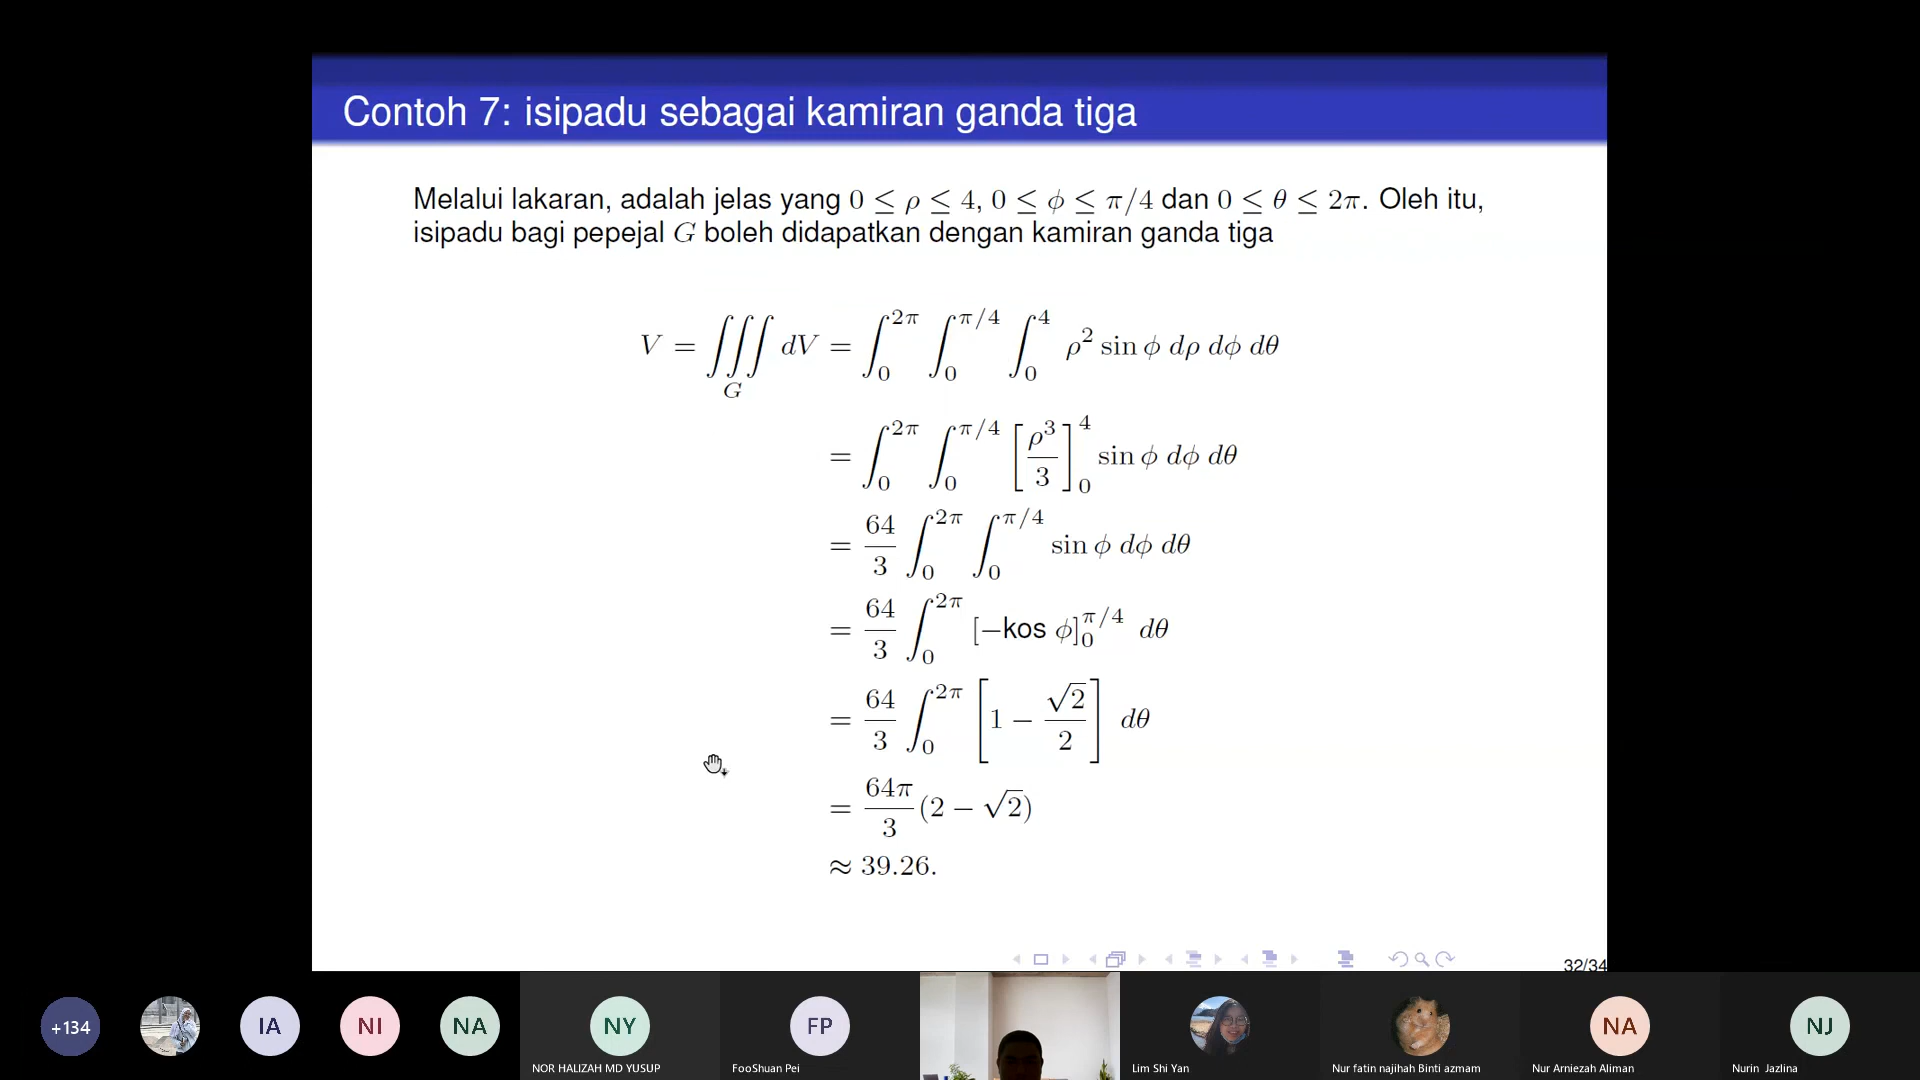 Contoh 7: isipadu sebagai kamiran ganda tiga
Melalui lakaran, adalah jelas yang 0 ≤ ρ ≤ 4, 0 ≤ ϕ ≤ π/4 dan 0 ≤ θ ≤ 2π. Oleh itu,
isipadu bagi pepejal G boleh didapatkan dengan kamiran ganda tiga
V = ∭_G dV = ∫_0^{2π} ∫_0^{π/4} ∫_0^4 ρ² sin ϕ dρ dϕ dθ
= ∫_0^{2π} ∫_0^{π/4} [ρ³/3]_0^4 sin ϕ dϕ dθ
= 64/3 ∫_0^{2π} ∫_0^{π/4} sin ϕ dϕ dθ
= 64/3 ∫_0^{2π} [−kos ϕ]_0^{π/4} dθ
= 64/3 ∫_0^{2π} [1 − √2/2] dθ
= 64π/3 (2 − √2)
≈ 39.26.
32/34
+134 IA NI NA NY FP NA NJ
NOR HALIZAH MD YUSUP FooShuan Pei Lim Shi Yan Nur fatin najihah Binti azmam Nur Arniezah Aliman Nurin Jazlina